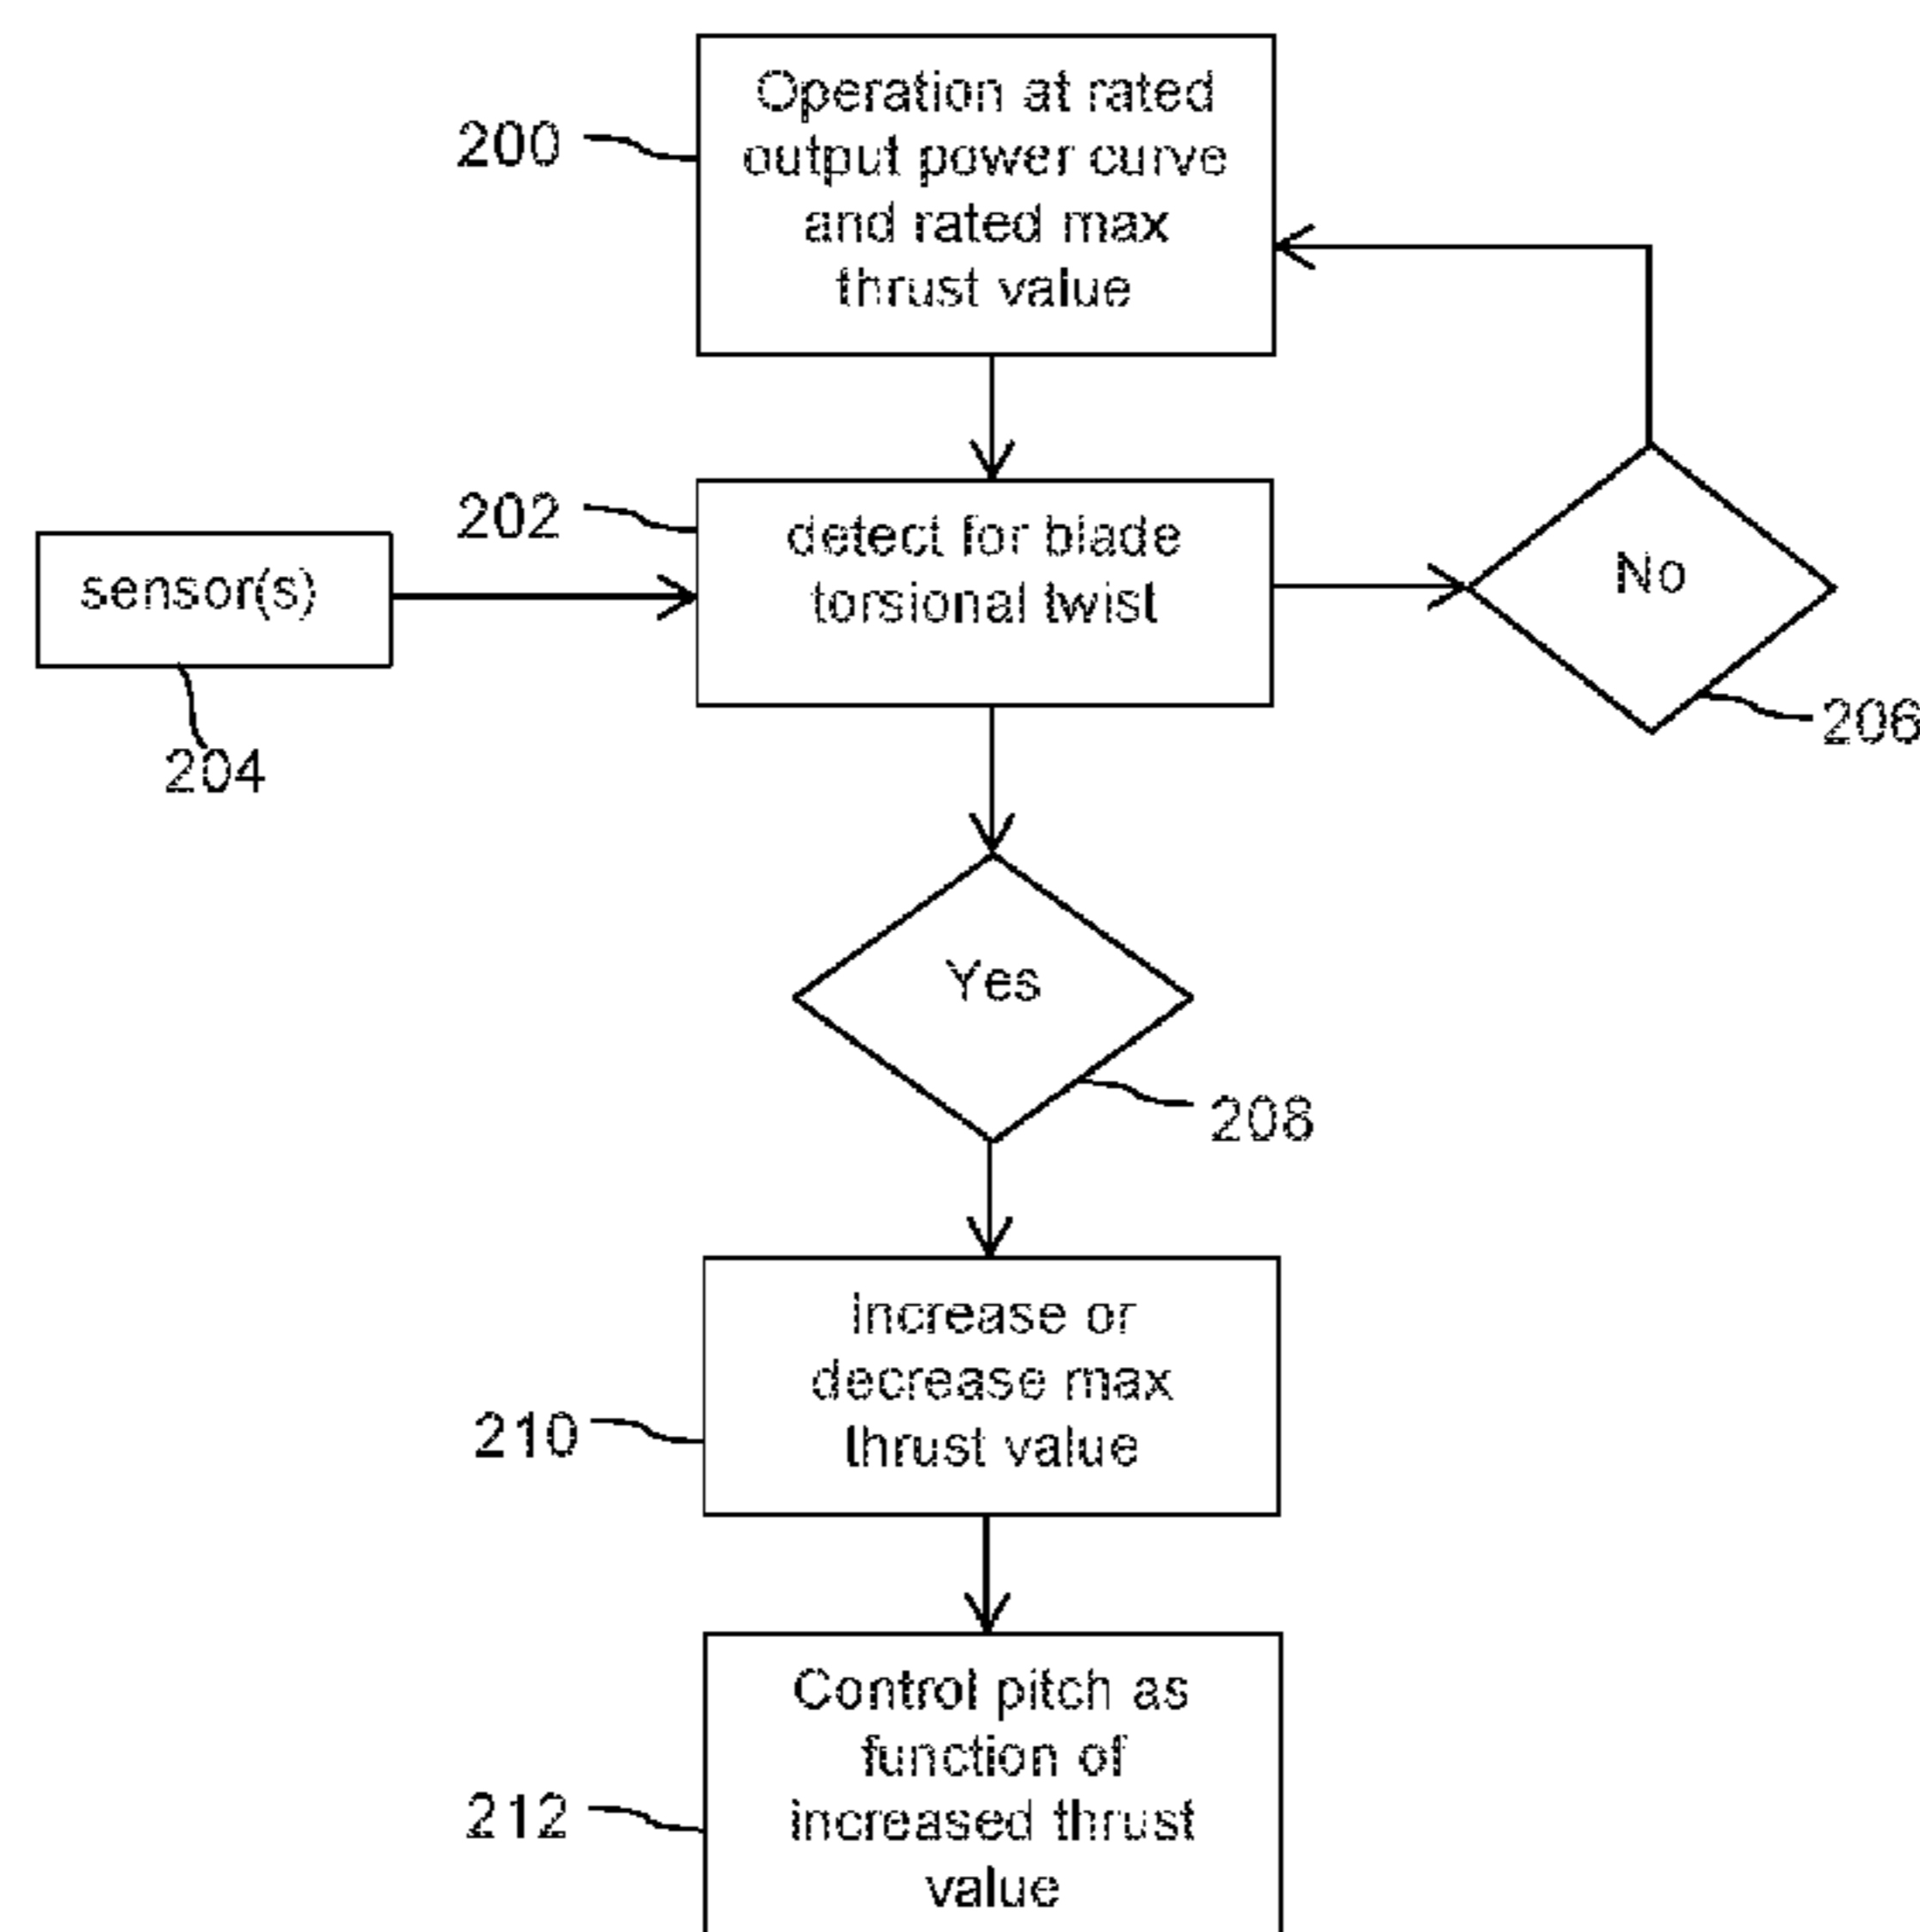 Operation at rated
output power curve
and rated max
thrust value
200
202
detect for blade
torsional twist
sensor(s)
204
No
206
Yes
208
increase or
decrease max
thrust value
210
Control pitch as
function of
increased thrust
value
212